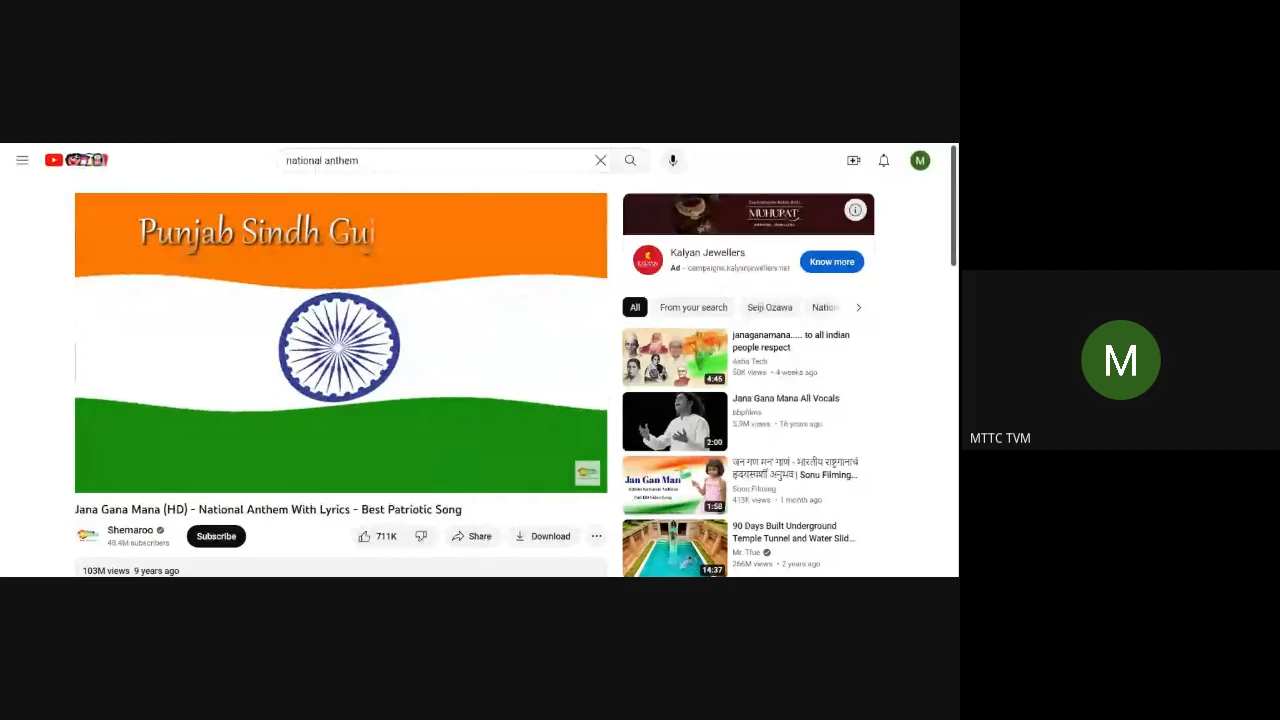 national anthem
M
Punjab Sindh Guj
MUHURAT
Kalyan Jewellers
Ad · campaigns.kalyanjewellers.net
Know more
All
From your search
Seiji Ozawa
Nation
janaganamana..... to all indian
people respect
50K views · 4 weeks ago
4:45
Jana Gana Mana All Vocals
bbpfilms
5.9M views · 16 years ago
2:00
Jan Gan Man
जन गण मन' गाणं - भारतीय राष्ट्रगानाचं
हृदयस्पर्शी अनुभव | Sonu Filming...
Sonu Filming
413K views · 1 month ago
1:58
90 Days Built Underground
Temple Tunnel and Water Slid...
Mr. Tfue
266M views · 2 years ago
14:37
Jana Gana Mana (HD) - National Anthem With Lyrics - Best Patriotic Song
Shemaroo
48.4M subscribers
Subscribe
711K
Share
Download
103M views 9 years ago
M
MTTC TVM